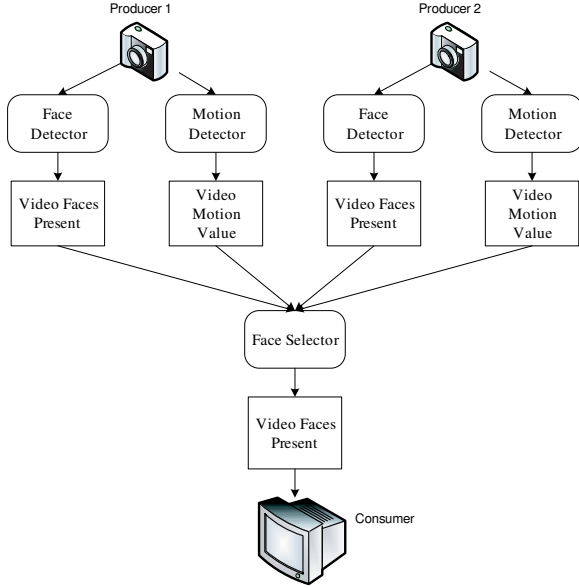 Producer 1
Producer 2
Face
Detector
Motion
Detector
Face
Detector
Motion
Detector
Video Faces
Present
Video
Motion
Value
Video Faces
Present
Video
Motion
Value
Face Selector
Video Faces
Present
Consumer